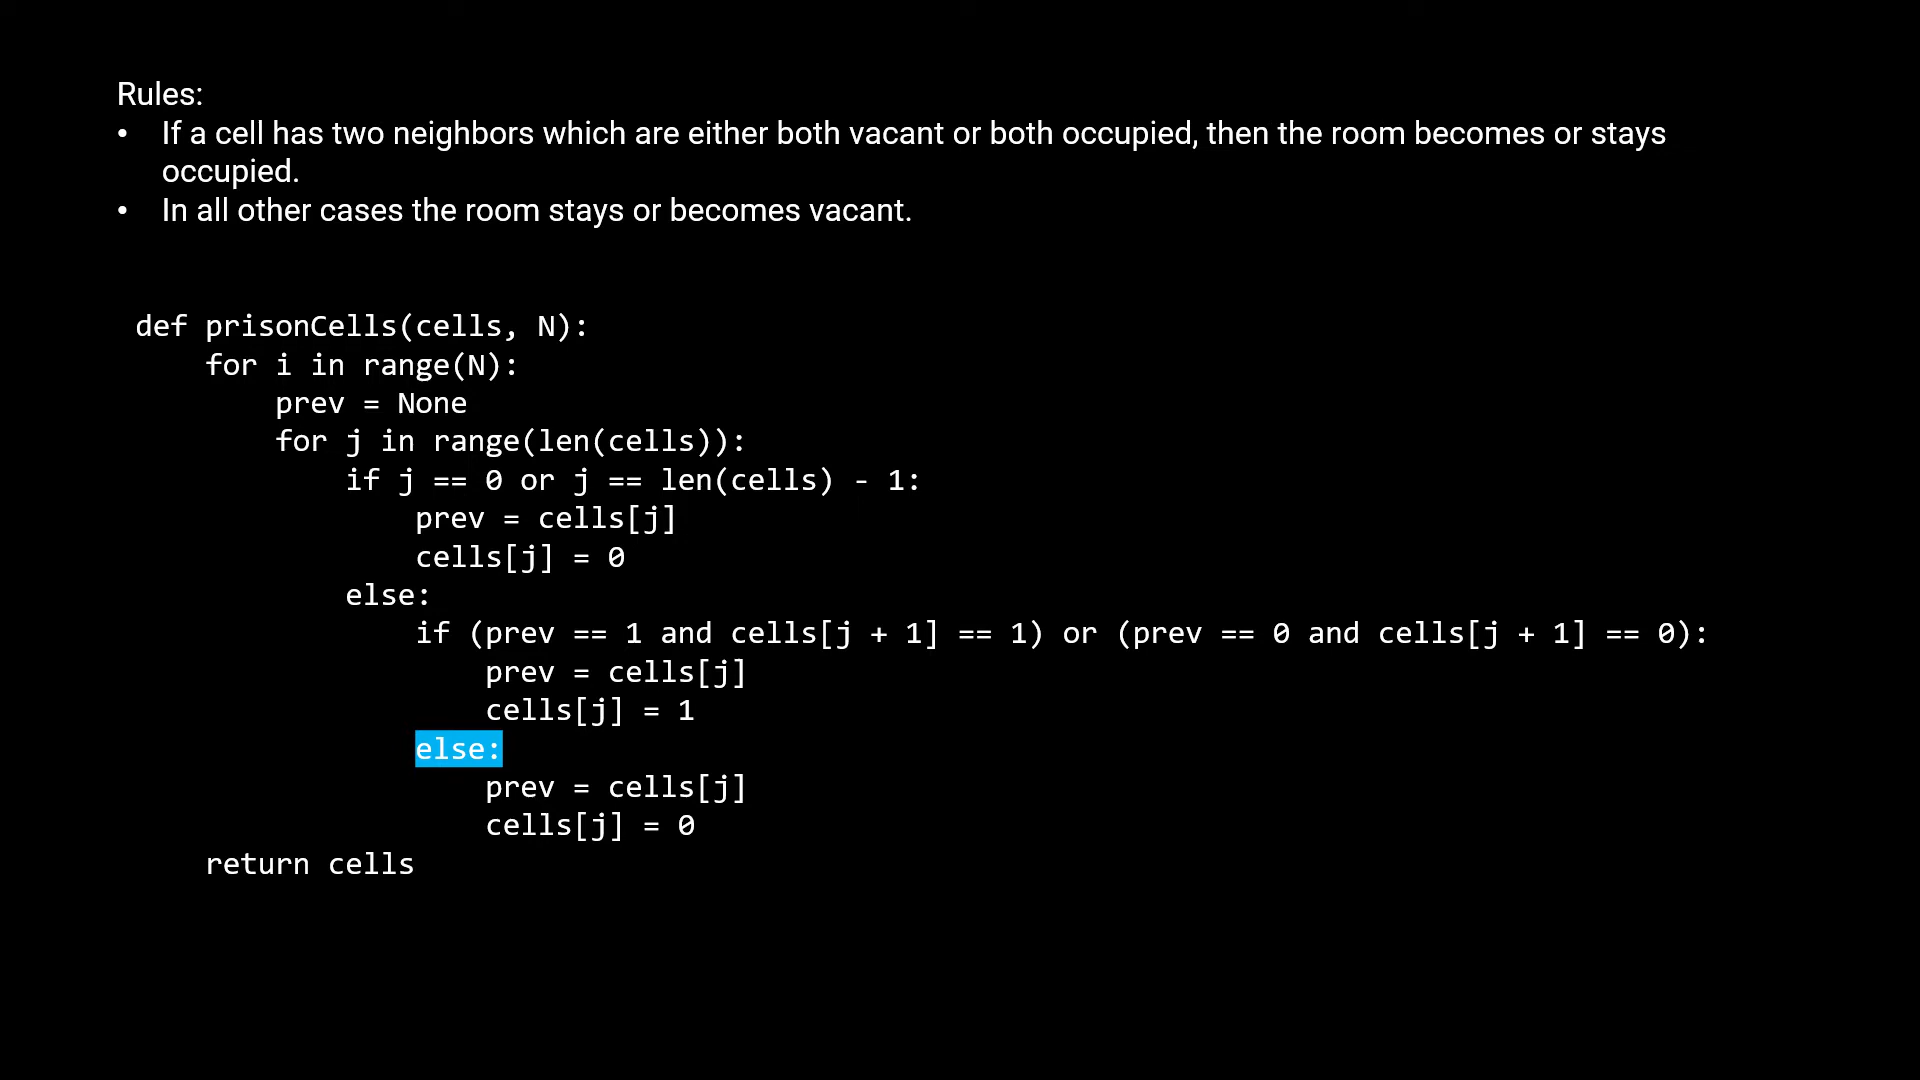 Rules:
• If a cell has two neighbors which are either both vacant or both occupied, then the room becomes or stays
occupied.
• In all other cases the room stays or becomes vacant.
def prisonCells(cells, N):
    for i in range(N):
        prev = None
        for j in range(len(cells)):
            if j == 0 or j == len(cells) - 1:
                prev = cells[j]
                cells[j] = 0
            else:
                if (prev == 1 and cells[j + 1] == 1) or (prev == 0 and cells[j + 1] == 0):
                    prev = cells[j]
                    cells[j] = 1
                else:
                    prev = cells[j]
                    cells[j] = 0
    return cells